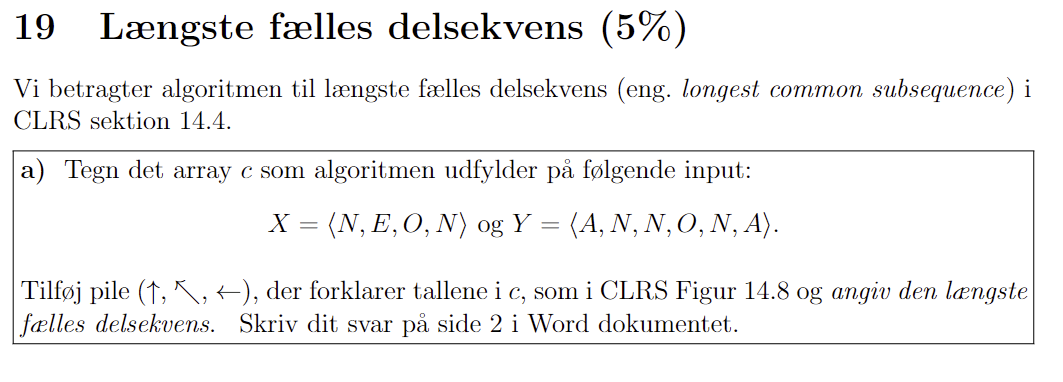 19 Længste fælles delsekvens (5%)
Vi betragter algoritmen til længste fælles delsekvens (eng. longest common subsequence) i
CLRS sektion 14.4.
a) Tegn det array c som algoritmen udfylder på følgende input:
X = ⟨N, E, O, N⟩ og Y = ⟨A, N, N, O, N, A⟩.
Tilføj pile (↑, ↖, ←), der forklarer tallene i c, som i CLRS Figur 14.8 og angiv den længste
fælles delsekvens. Skriv dit svar på side 2 i Word dokumentet.